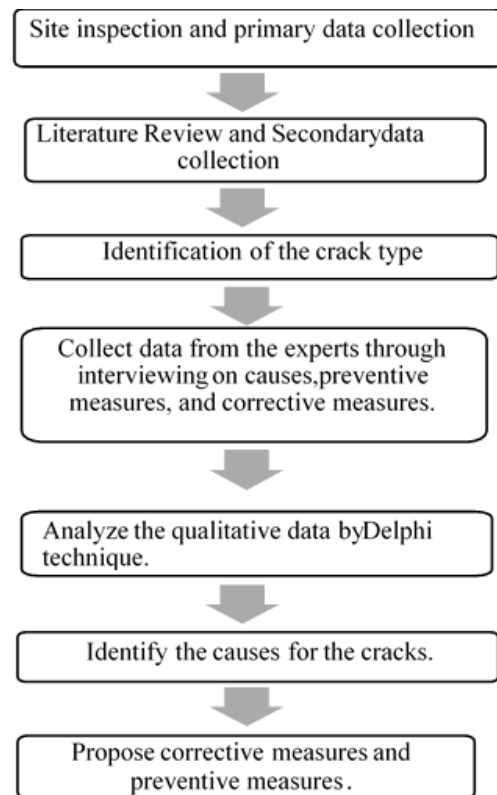 Site inspection and primary data collection
Literature Review and Secondarydata
collection
Identification of the crack type
Collect data from the experts through
interviewing on causes,preventive
measures, and corrective measures.
Analyze the qualitative data byDelphi
technique.
Identify the causes for the cracks.
Propose corrective measures and
preventive measures .